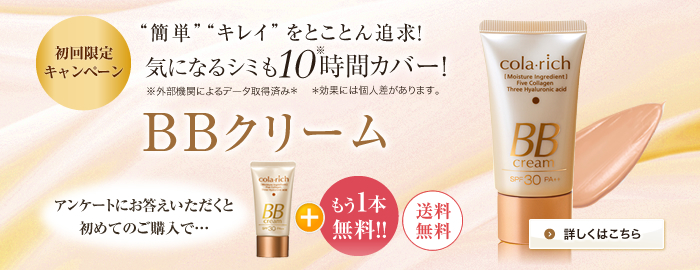 初回限定
キャンペーン
“簡単”“キレイ”をとことん追求!
気になるシミも10※時間カバー!
※外部機関によるデータ取得済み＊　＊効果には個人差があります。
BBクリーム
アンケートにお答えいただくと
初めてのご購入で…
cola·rich
BB
cream
SPF30 PA++
+
もう1本
無料!!
送料
無料
cola·rich
[Moisture Ingredient]
Five Collagen
Three Hyaluronic acid
BB
cream
SPF30 PA++
詳しくはこちら